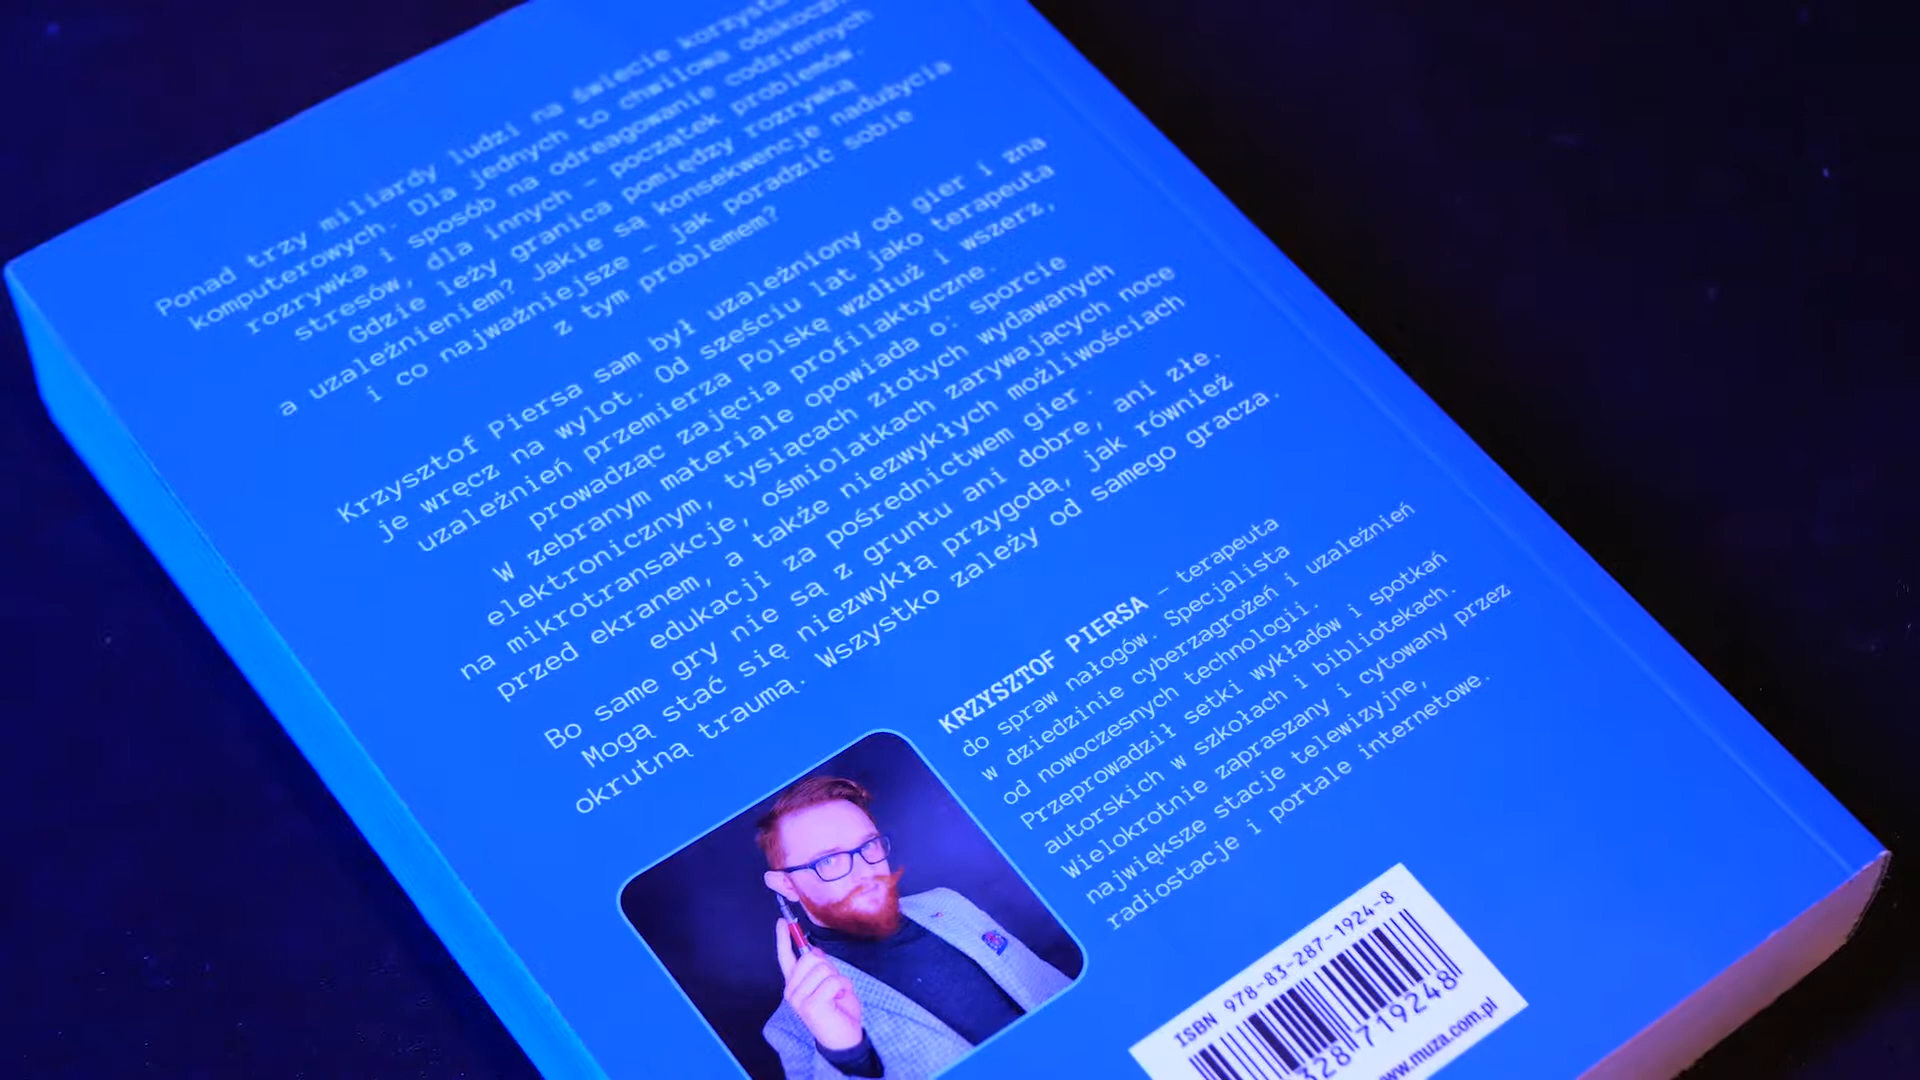 Ponad trzy miliardy ludzi na świecie
komputerowych. Dla jednych to chwilowa
rozrywka i sposób na odreagowanie codziennych
stresów, dla innych – początek problemów.
Gdzie leży granica pomiędzy rozrywką
a uzależnieniem? Jakie są konsekwencje nadużycia
i co najważniejsze – jak poradzić sobie
z tym problemem?
Krzysztof Piersa sam był uzależniony od gier i zna
je wręcz na wylot. Od sześciu lat jako terapeuta
uzależnień przemierza Polskę wzdłuż i wszerz,
prowadząc zajęcia profilaktyczne.
W zebranym materiale opowiada o: sporcie
elektronicznym, tysiącach złotych wydawanych
na mikrotransakcje, ośmiolatkach zarywających noce
przed ekranem, a także niezwykłych możliwościach
edukacji za pośrednictwem gier.
Bo same gry nie są z gruntu ani dobre, ani złe.
Mogą stać się niezwykłą przygodą, jak również
okrutną traumą. Wszystko zależy od samego gracza.
KRZYSZTOF PIERSA – terapeuta
do spraw nałogów. Specjalista
w dziedzinie cyberzagrożeń i uzależnień
od nowoczesnych technologii.
Przeprowadził setki wykładów i spotkań
autorskich w szkołach i bibliotekach.
Wielokrotnie zapraszany i cytowany przez
największe stacje telewizyjne,
radiostacje i portale internetowe.
ISBN 978-83-287-1924-8
328719248
www.muza.com.pl